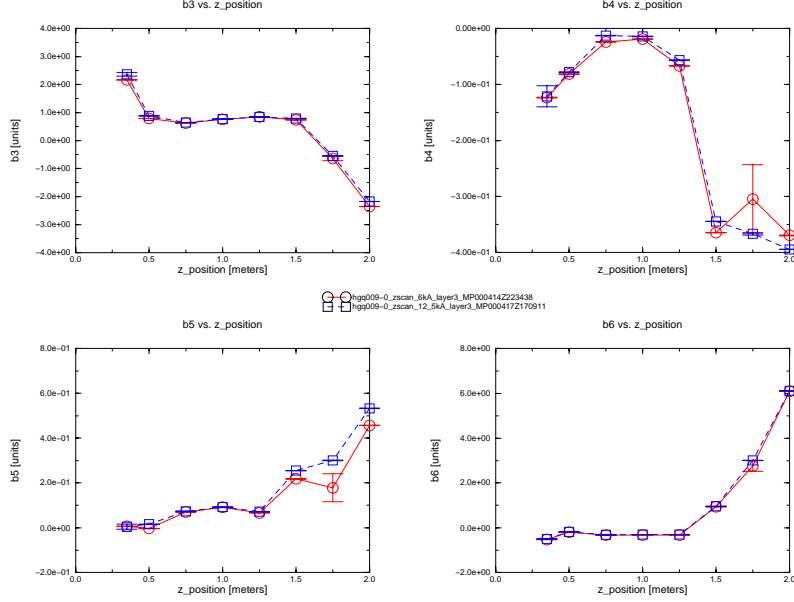 b3 vs. z_position
b4 vs. z_position
4.0e+00
3.0e+00
2.0e+00
1.0e+00
0.0e+00
−1.0e+00
−2.0e+00
−3.0e+00
−4.0e+00
b3 [units]
0.0
0.5
1.0
1.5
2.0
z_position [meters]
0.00
−1.00e−01
−2.00e−01
−3.00e−01
−4.00e−01
b4 [units]
0.0
0.5
1.0
1.5
2.0
z_position [meters]
hgq009−0_zscan_6kA_layer3_MP000414Z223438
hgq009−0_zscan_12_5kA_layer3_MP000417Z170911
b5 vs. z_position
b6 vs. z_position
8.0e−01
6.0e−01
4.0e−01
2.0e−01
0.0e+00
−2.0e−01
b5 [units]
0.0
0.5
1.0
1.5
2.0
z_position [meters]
8.0e+00
6.0e+00
4.0e+00
2.0e+00
0.0e+00
−2.0e+00
b6 [units]
0.0
0.5
1.0
1.5
2.0
z_position [meters]